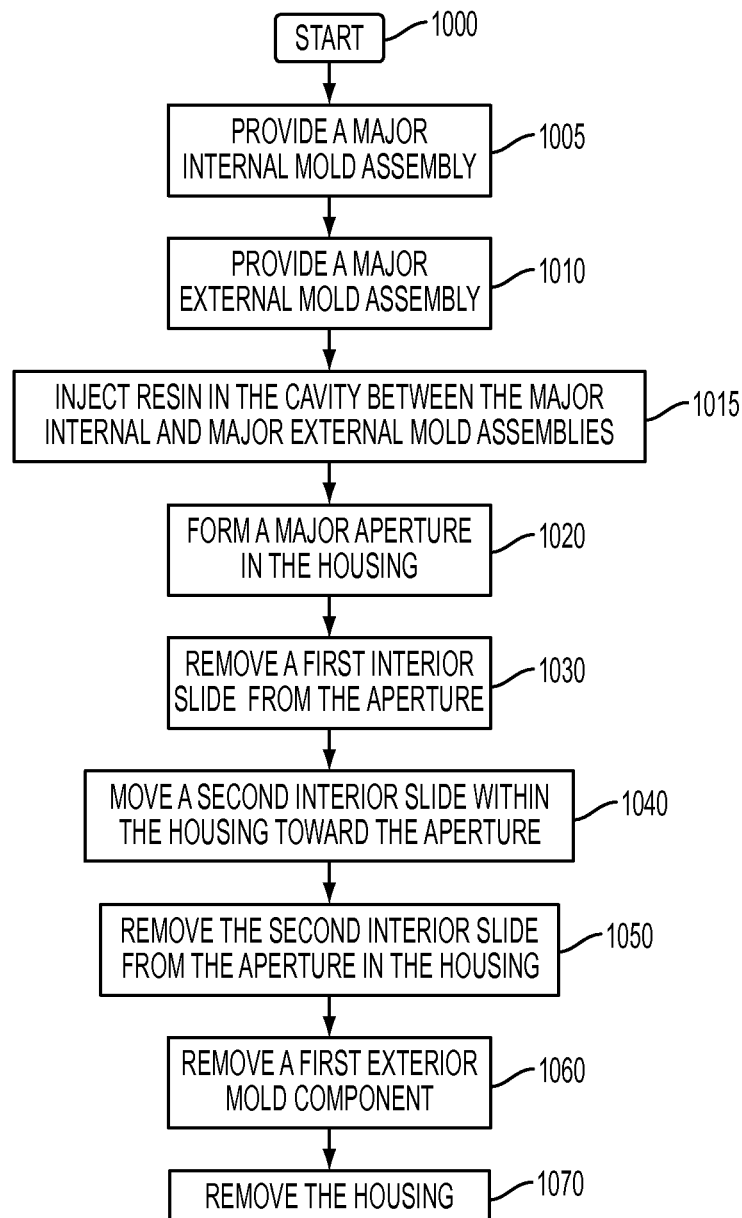 START
1000
PROVIDE A MAJOR
INTERNAL MOLD ASSEMBLY
1005
PROVIDE A MAJOR
EXTERNAL MOLD ASSEMBLY
1010
INJECT RESIN IN THE CAVITY BETWEEN THE MAJOR
INTERNAL AND MAJOR EXTERNAL MOLD ASSEMBLIES
1015
FORM A MAJOR APERTURE
IN THE HOUSING
1020
REMOVE A FIRST INTERIOR
SLIDE FROM THE APERTURE
1030
MOVE A SECOND INTERIOR SLIDE WITHIN
THE HOUSING TOWARD THE APERTURE
1040
REMOVE THE SECOND INTERIOR SLIDE
FROM THE APERTURE IN THE HOUSING
1050
REMOVE A FIRST EXTERIOR
MOLD COMPONENT
1060
REMOVE THE HOUSING
1070